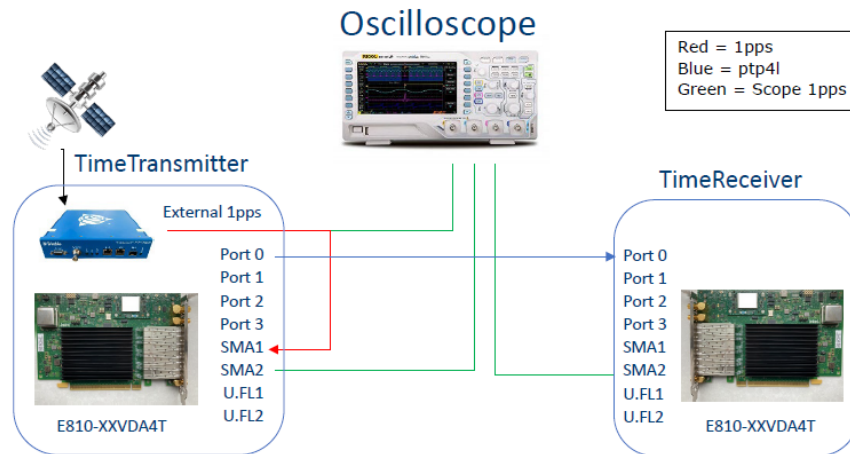 Oscilloscope
Red = 1pps
Blue = ptp4l
Green = Scope 1pps
TimeTransmitter
External 1pps
Port 0
Port 1
Port 2
Port 3
SMA1
SMA2
U.FL1
U.FL2
E810-XXVDA4T
TimeReceiver
Port 0
Port 1
Port 2
Port 3
SMA1
SMA2
U.FL1
U.FL2
E810-XXVDA4T